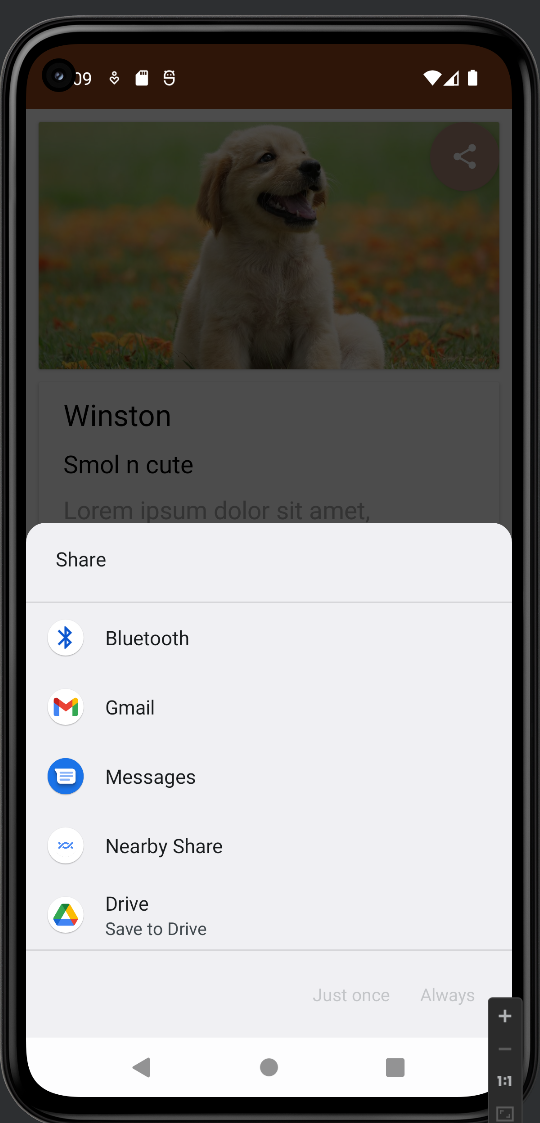 09
Winston
Smol n cute
Lorem ipsum dolor sit amet,
Share
Bluetooth
Gmail
Messages
Nearby Share
Drive
Save to Drive
Just once Always
1:1